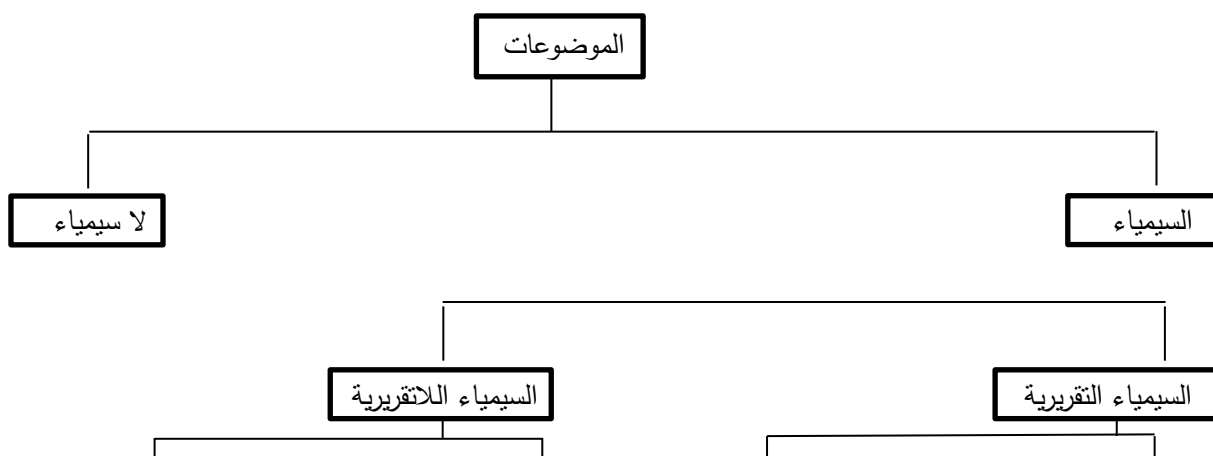 الموضوعات
السيمياء
لا سيمياء
السيمياء التقريرية
السيمياء اللاتقريرية